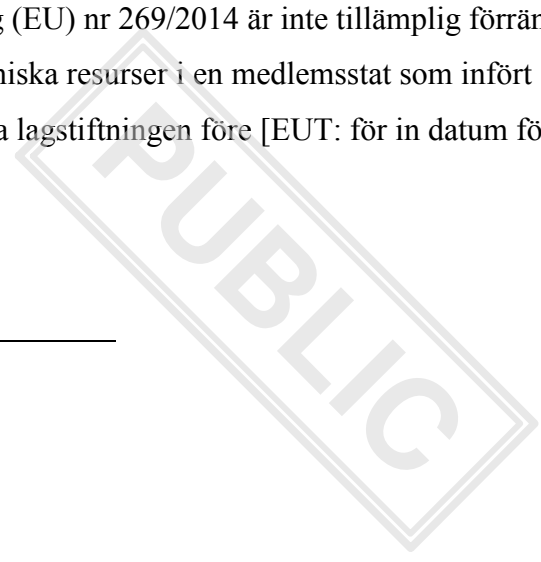 g (EU) nr 269/2014 är inte tillämplig förrän
niska resurser i en medlemsstat som infört
a lagstiftningen före [EUT: för in datum fö
PUBLIC